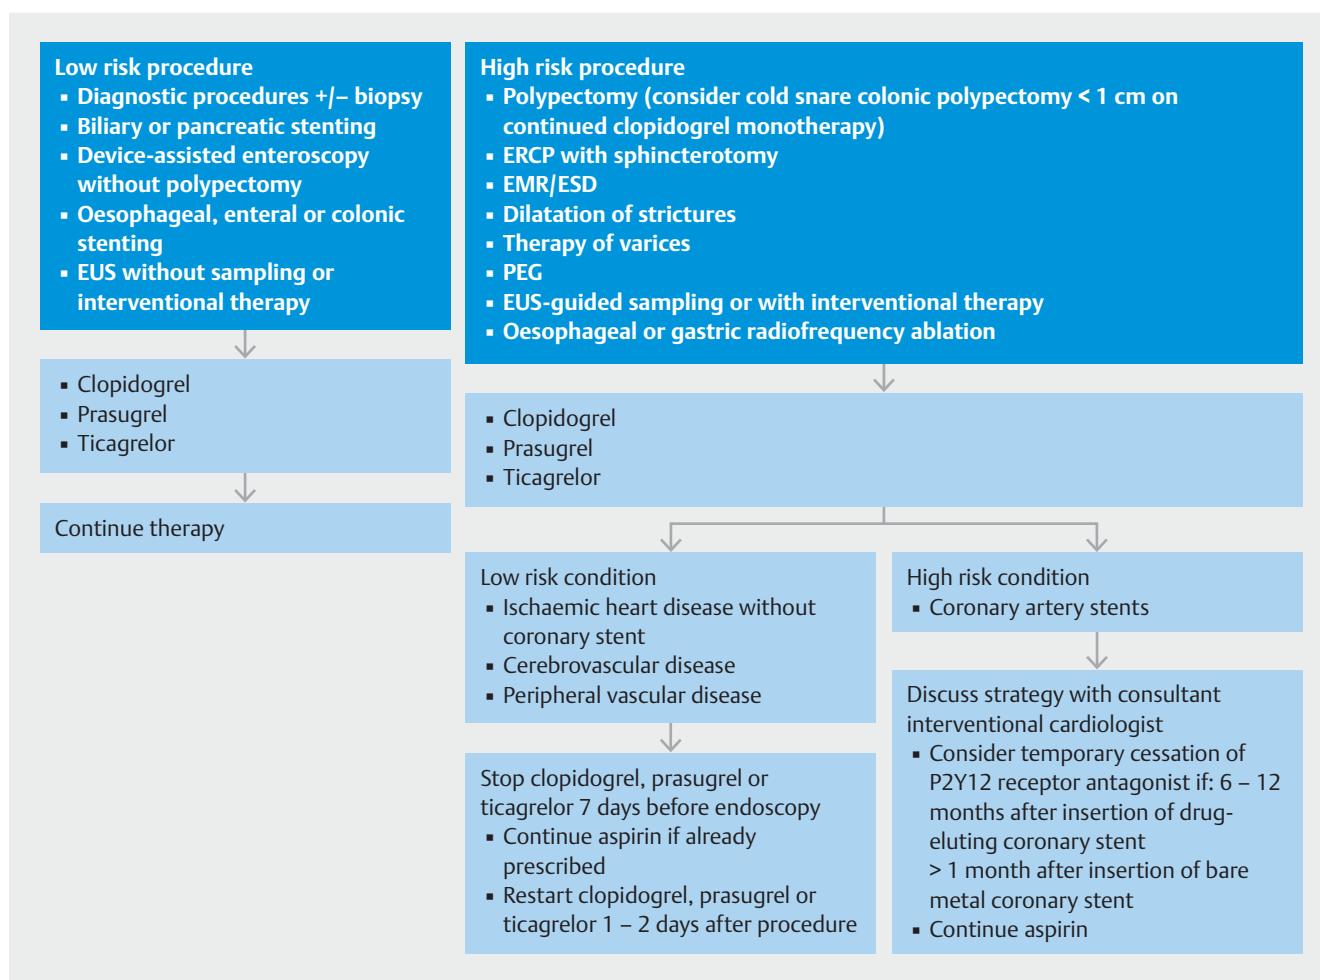 Low risk procedure
▪ Diagnostic procedures +/– biopsy
▪ Biliary or pancreatic stenting
▪ Device-assisted enteroscopy
without polypectomy
▪ Oesophageal, enteral or colonic
stenting
▪ EUS without sampling or
interventional therapy
▪ Clopidogrel
▪ Prasugrel
▪ Ticagrelor
Continue therapy
High risk procedure
▪ Polypectomy (consider cold snare colonic polypectomy < 1 cm on
continued clopidogrel monotherapy)
▪ ERCP with sphincterotomy
▪ EMR/ESD
▪ Dilatation of strictures
▪ Therapy of varices
▪ PEG
▪ EUS-guided sampling or with interventional therapy
▪ Oesophageal or gastric radiofrequency ablation
▪ Clopidogrel
▪ Prasugrel
▪ Ticagrelor
Low risk condition
▪ Ischaemic heart disease without
coronary stent
▪ Cerebrovascular disease
▪ Peripheral vascular disease
Stop clopidogrel, prasugrel or
ticagrelor 7 days before endoscopy
▪ Continue aspirin if already
prescribed
▪ Restart clopidogrel, prasugrel or
ticagrelor 1 – 2 days after procedure
High risk condition
▪ Coronary artery stents
Discuss strategy with consultant
interventional cardiologist
▪ Consider temporary cessation of
P2Y12 receptor antagonist if: 6 – 12
months after insertion of drug-
eluting coronary stent
> 1 month after insertion of bare
metal coronary stent
▪ Continue aspirin